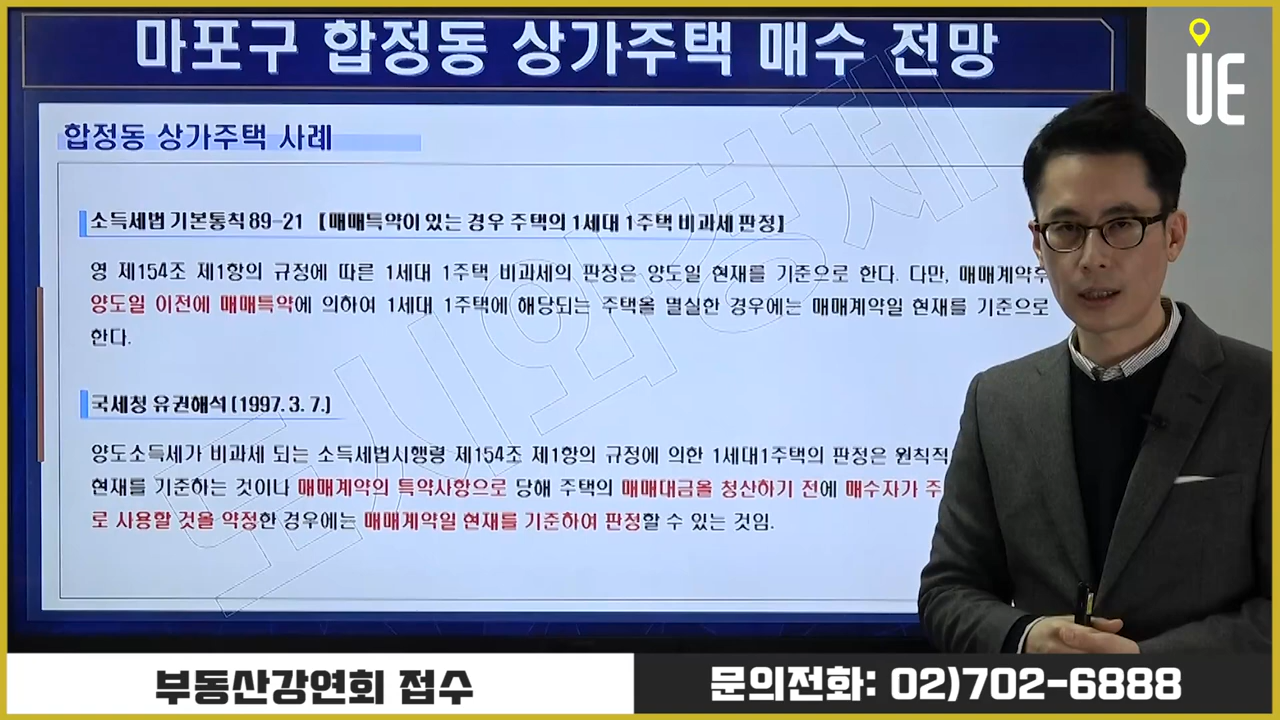 마포구 합정동 상가주택 매수 전망
UE
합정동 상가주택 사례
소득세법 기본통칙 89-21 【매매특약이 있는 경우 주택의 1세대 1주택 비과세 판정】
영 제154조 제1항의 규정에 따른 1세대 1주택 비과세의 판정은 양도일 현재를 기준으로 한다. 다만, 매매계약후
양도일 이전에 매매특약에 의하여 1세대 1주택에 해당되는 주택을 멸실한 경우에는 매매계약일 현재를 기준으로
한다.
국세청 유권해석 (1997. 3. 7.)
양도소득세가 비과세 되는 소득세법시행령 제154조 제1항의 규정에 의한 1세대1주택의 판정은 원칙적
현재를 기준하는 것이나 매매계약의 특약사항으로 당해 주택의 매매대금을 청산하기 전에 매수자가 주
로 사용할 것을 약정한 경우에는 매매계약일 현재를 기준하여 판정할 수 있는 것임.
도시와경제
부동산강연회 접수
문의전화: 02)702-6888